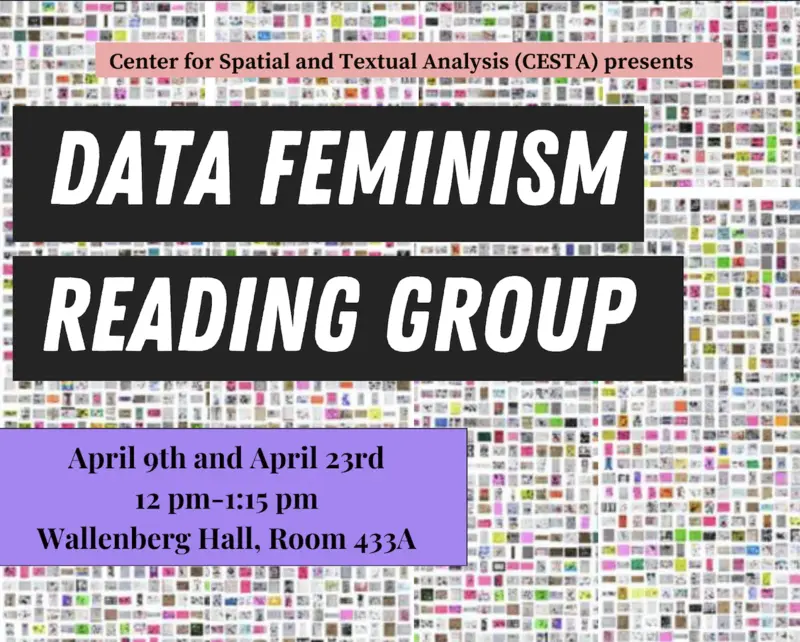 Center for Spatial and Textual Analysis (CESTA) presents
DATA FEMINISM
READING GROUP
April 9th and April 23rd
12 pm-1:15 pm
Wallenberg Hall, Room 433A